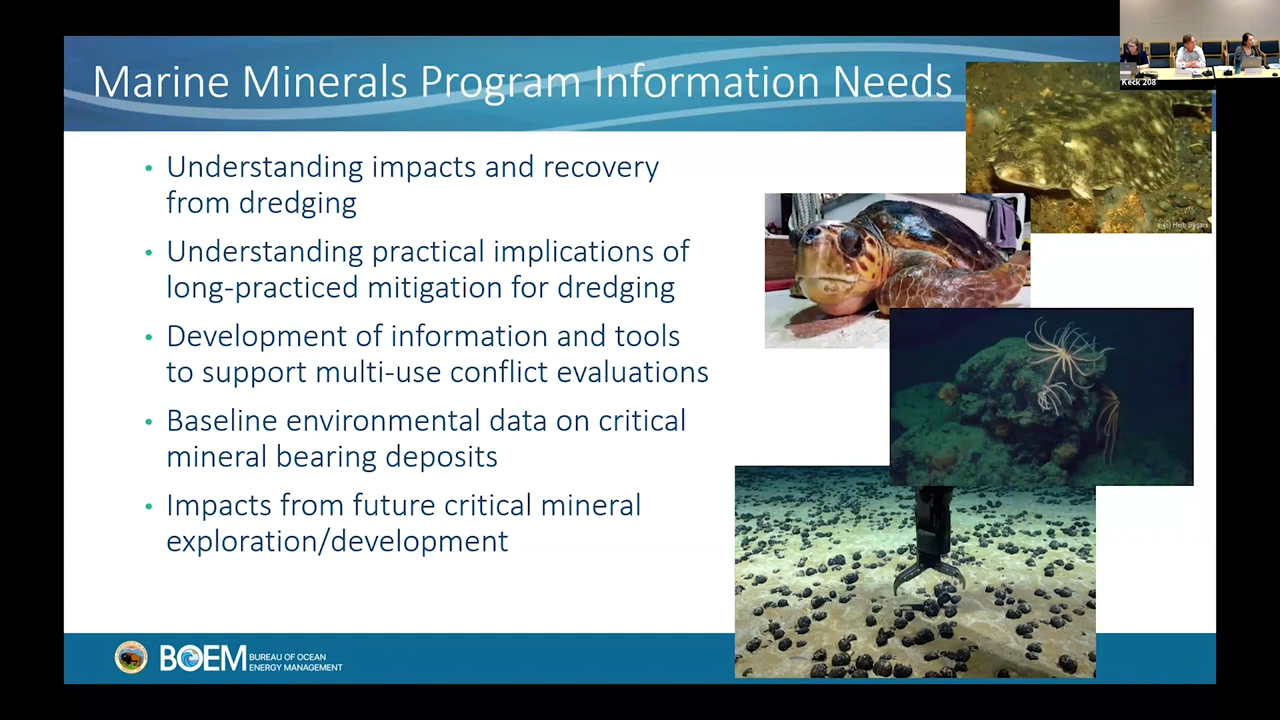 Marine Minerals Program Information Needs
Keck 208
• Understanding impacts and recovery
from dredging
• Understanding practical implications of
long-practiced mitigation for dredging
• Development of information and tools
to support multi-use conflict evaluations
• Baseline environmental data on critical
mineral bearing deposits
• Impacts from future critical mineral
exploration/development
BOEM
BUREAU OF OCEAN
ENERGY MANAGEMENT